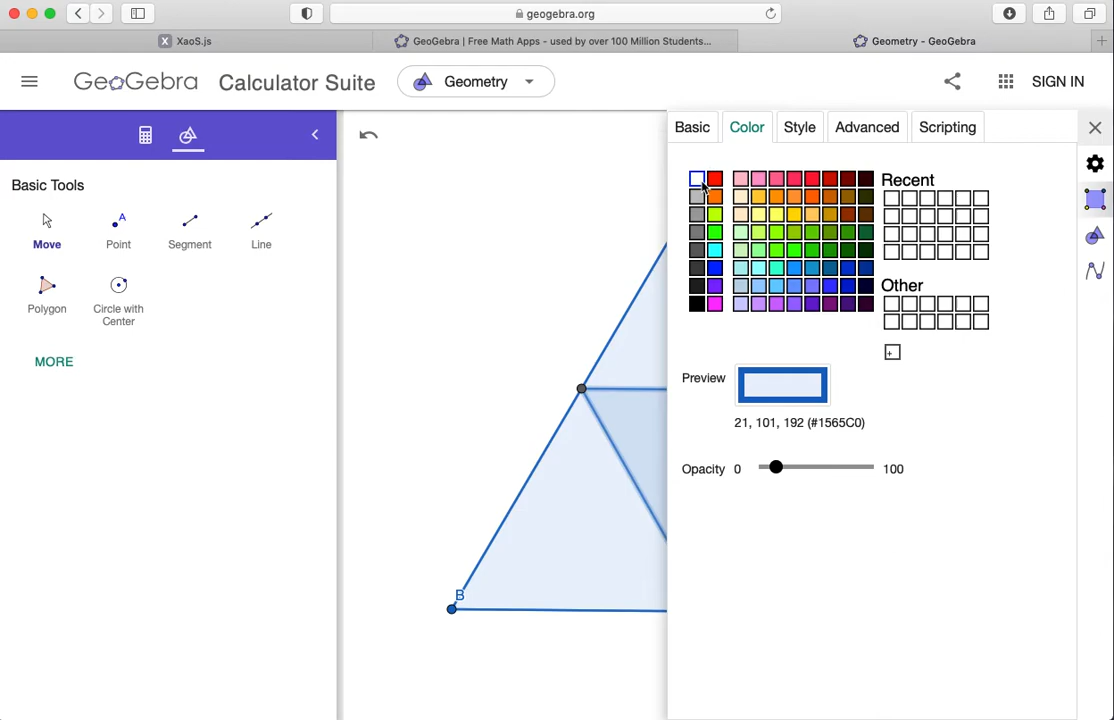 geogebra.org
XaoS.js
GeoGebra | Free Math Apps - used by over 100 Million Students...
Geometry - GeoGebra
GeoGebra
Calculator Suite
Geometry
SIGN IN
Basic
Color
Style
Advanced
Scripting
Basic Tools
Move
Point
Segment
Line
Polygon
Circle with
Center
MORE
A
B
Recent
Other
+
Preview
21, 101, 192 (#1565C0)
Opacity 0 100